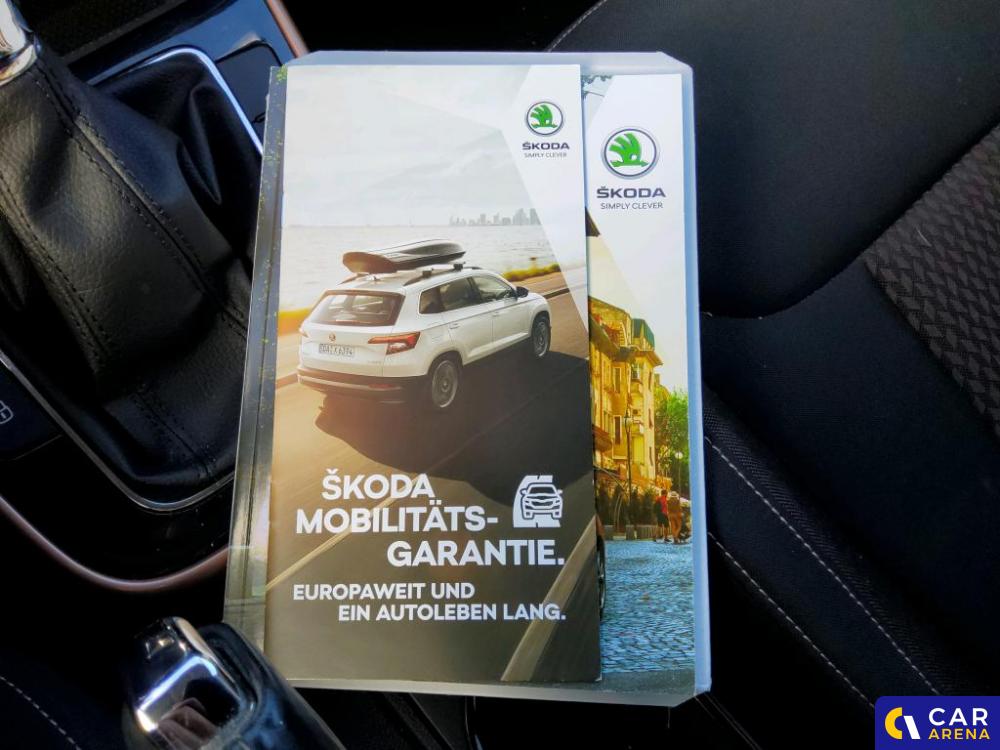 ŠKODA
SIMPLY CLEVER
ŠKODA
SIMPLY CLEVER
ŠKODA
MOBILITÄTS-
GARANTIE.
EUROPAWEIT UND
EIN AUTOLEBEN LANG.
CAR
ARENA